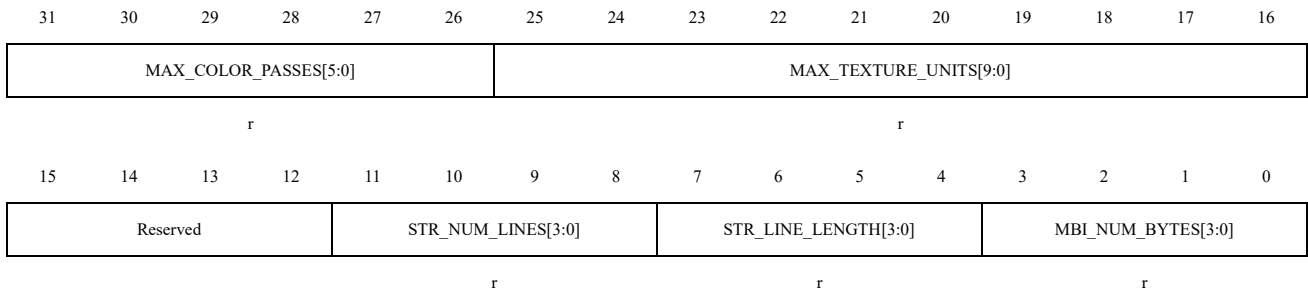 31 30 29 28 27 26 25 24 23 22 21 20 19 18 17 16
MAX_COLOR_PASSES[5:0] MAX_TEXTURE_UNITS[9:0]
r r
15 14 13 12 11 10 9 8 7 6 5 4 3 2 1 0
Reserved STR_NUM_LINES[3:0] STR_LINE_LENGTH[3:0] MBI_NUM_BYTES[3:0]
r r r